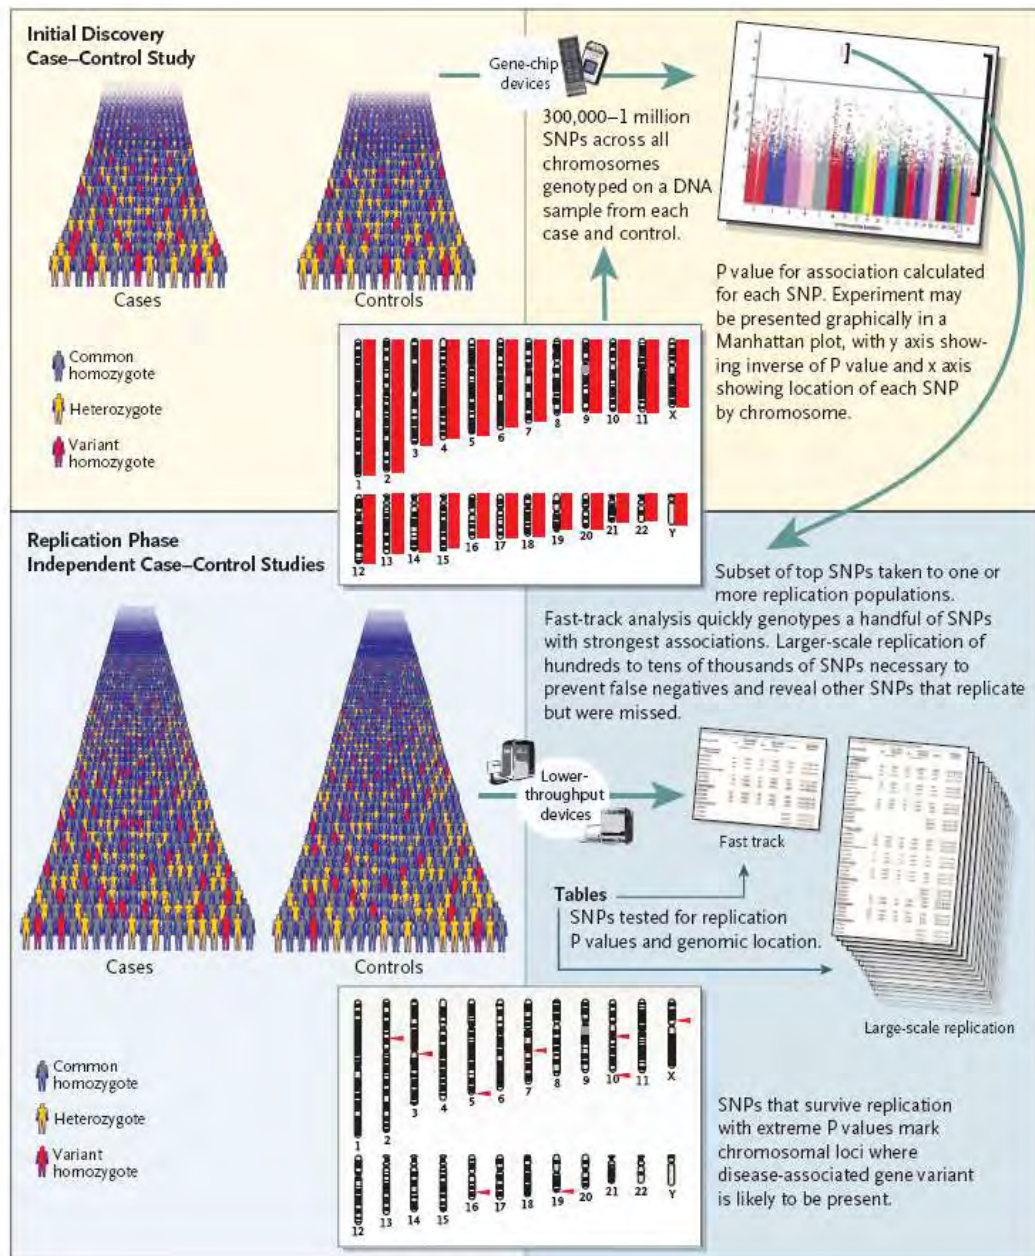 Initial Discovery
Case–Control Study
Cases
Controls
Common
homozygote
Heterozygote
Variant
homozygote
Gene-chip
devices
300,000–1 million
SNPs across all
chromosomes
genotyped on a DNA
sample from each
case and control.
P value for association calculated
for each SNP. Experiment may
be presented graphically in a
Manhattan plot, with y axis show-
ing inverse of P value and x axis
showing location of each SNP
by chromosome.
1 2 3 4 5 6 7 8 9 10 11 X
12 13 14 15 16 17 18 19 20 21 22 Y
Replication Phase
Independent Case–Control Studies
Cases
Controls
Common
homozygote
Heterozygote
Variant
homozygote
Subset of top SNPs taken to one or
more replication populations.
Fast-track analysis quickly genotypes a handful of SNPs
with strongest associations. Larger-scale replication of
hundreds to tens of thousands of SNPs necessary to
prevent false negatives and reveal other SNPs that replicate
but were missed.
Lower-
throughput
devices
Fast track
Tables
SNPs tested for replication
P values and genomic location.
Large-scale replication
1 2 3 4 5 6 7 8 9 10 11 X
12 13 14 15 16 17 18 19 20 21 22 Y
SNPs that survive replication
with extreme P values mark
chromosomal loci where
disease-associated gene variant
is likely to be present.